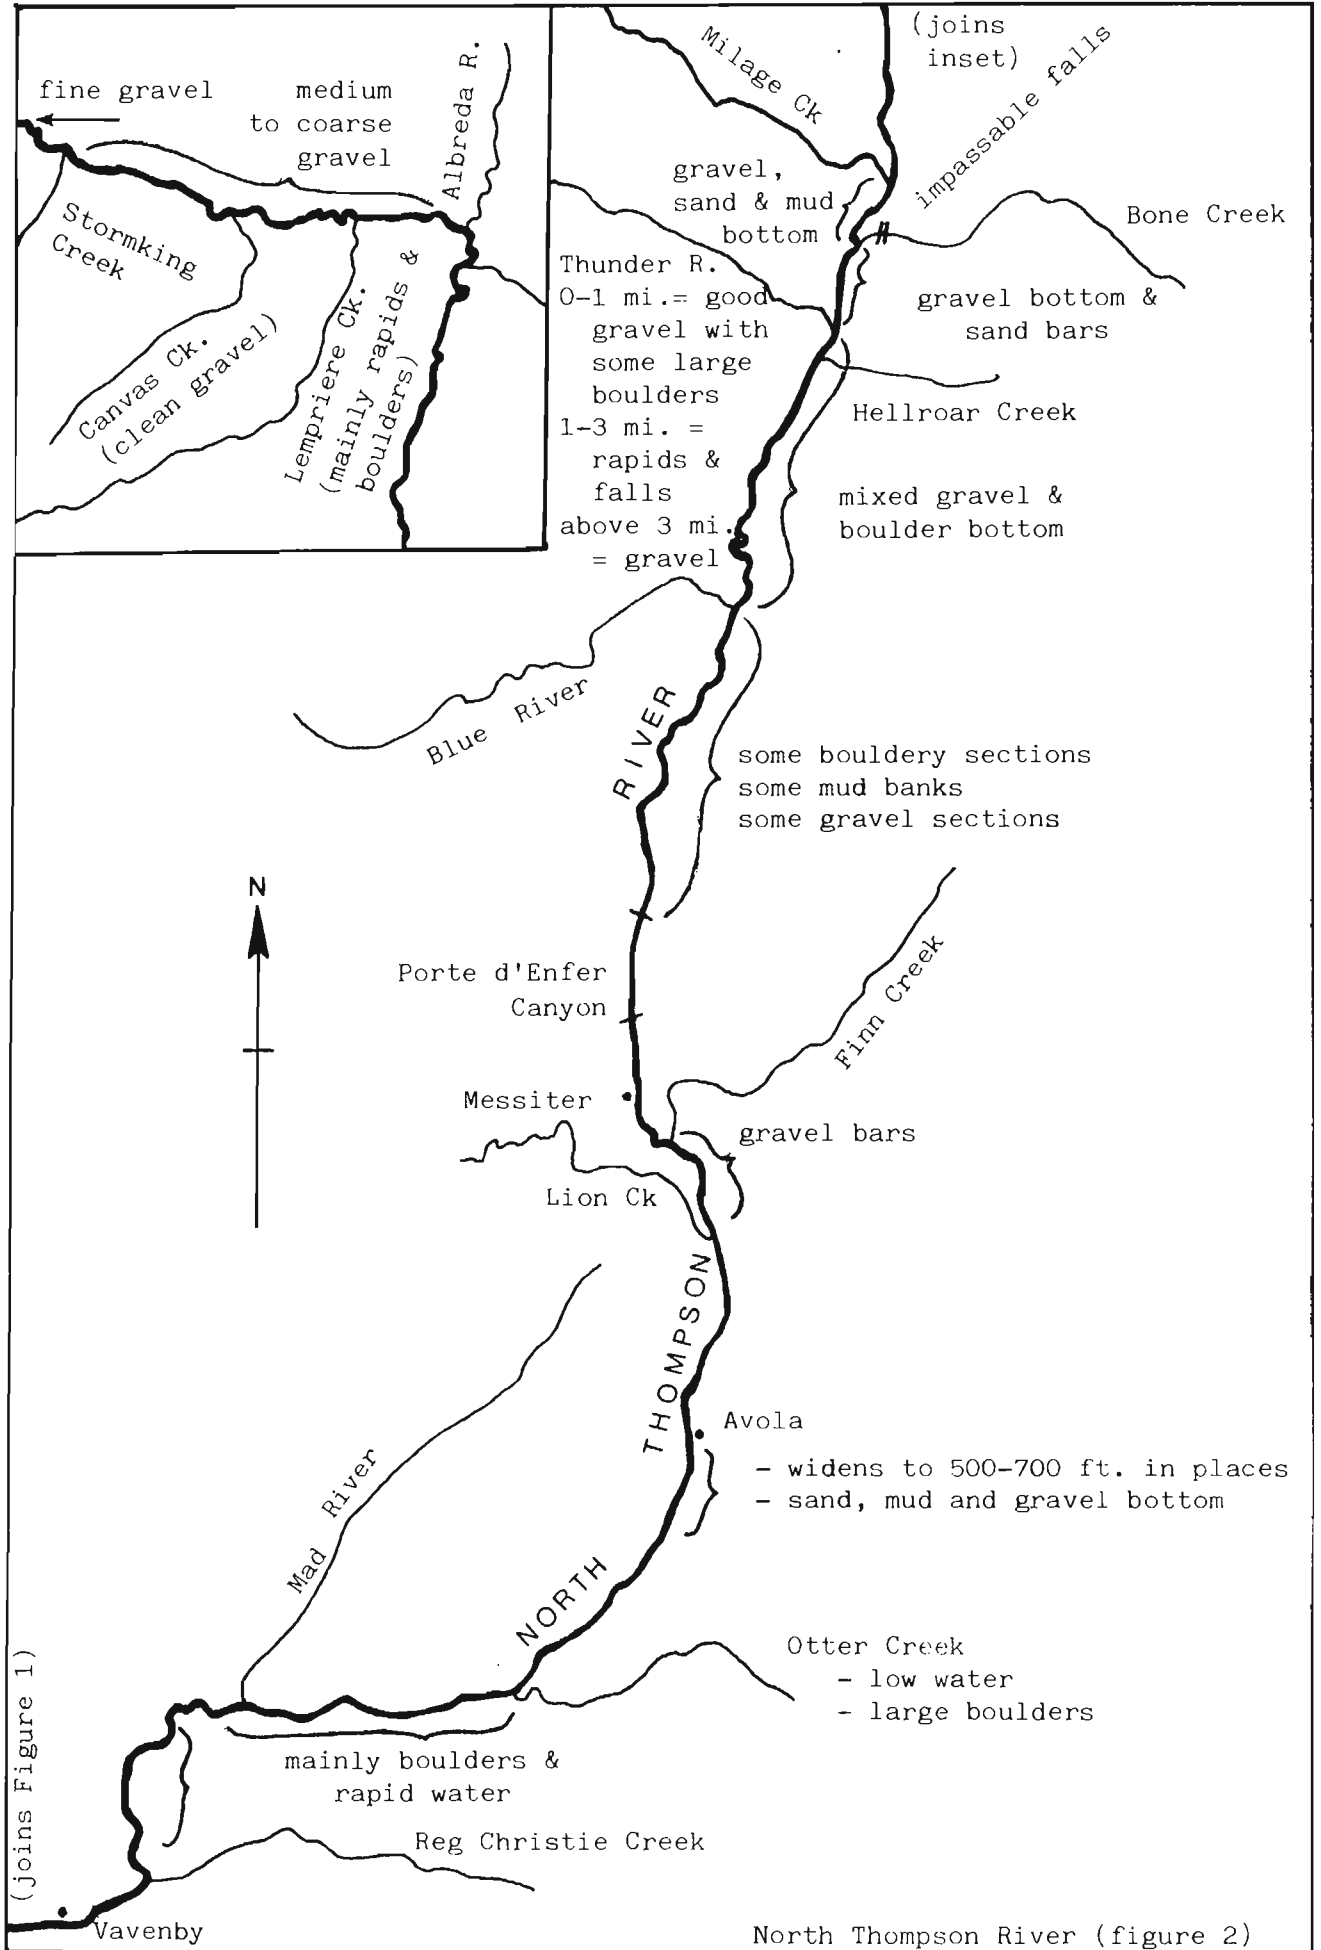 fine gravel
medium
to coarse
gravel
Albreda R.
Stormking
Creek
Canvas Ck.
(clean gravel)
Lempriere Ck.
(mainly rapids &
boulders)
(joins
inset)
Milage Ck
impassable falls
gravel,
sand & mud
bottom
Bone Creek
gravel bottom &
sand bars
Thunder R.
0-1 mi.= good
gravel with
some large
boulders
1-3 mi. =
rapids &
falls
above 3 mi.
= gravel
Hellroar Creek
mixed gravel &
boulder bottom
Blue River
RIVER
some bouldery sections
some mud banks
some gravel sections
N
Porte d'Enfer
Canyon
Finn Creek
Messiter
gravel bars
Lion Ck
THOMPSON
Avola
- widens to 500-700 ft. in places
- sand, mud and gravel bottom
Mad River
NORTH
Otter Creek
- low water
- large boulders
mainly boulders &
rapid water
Reg Christie Creek
(joins Figure 1)
Vavenby
North Thompson River (figure 2)